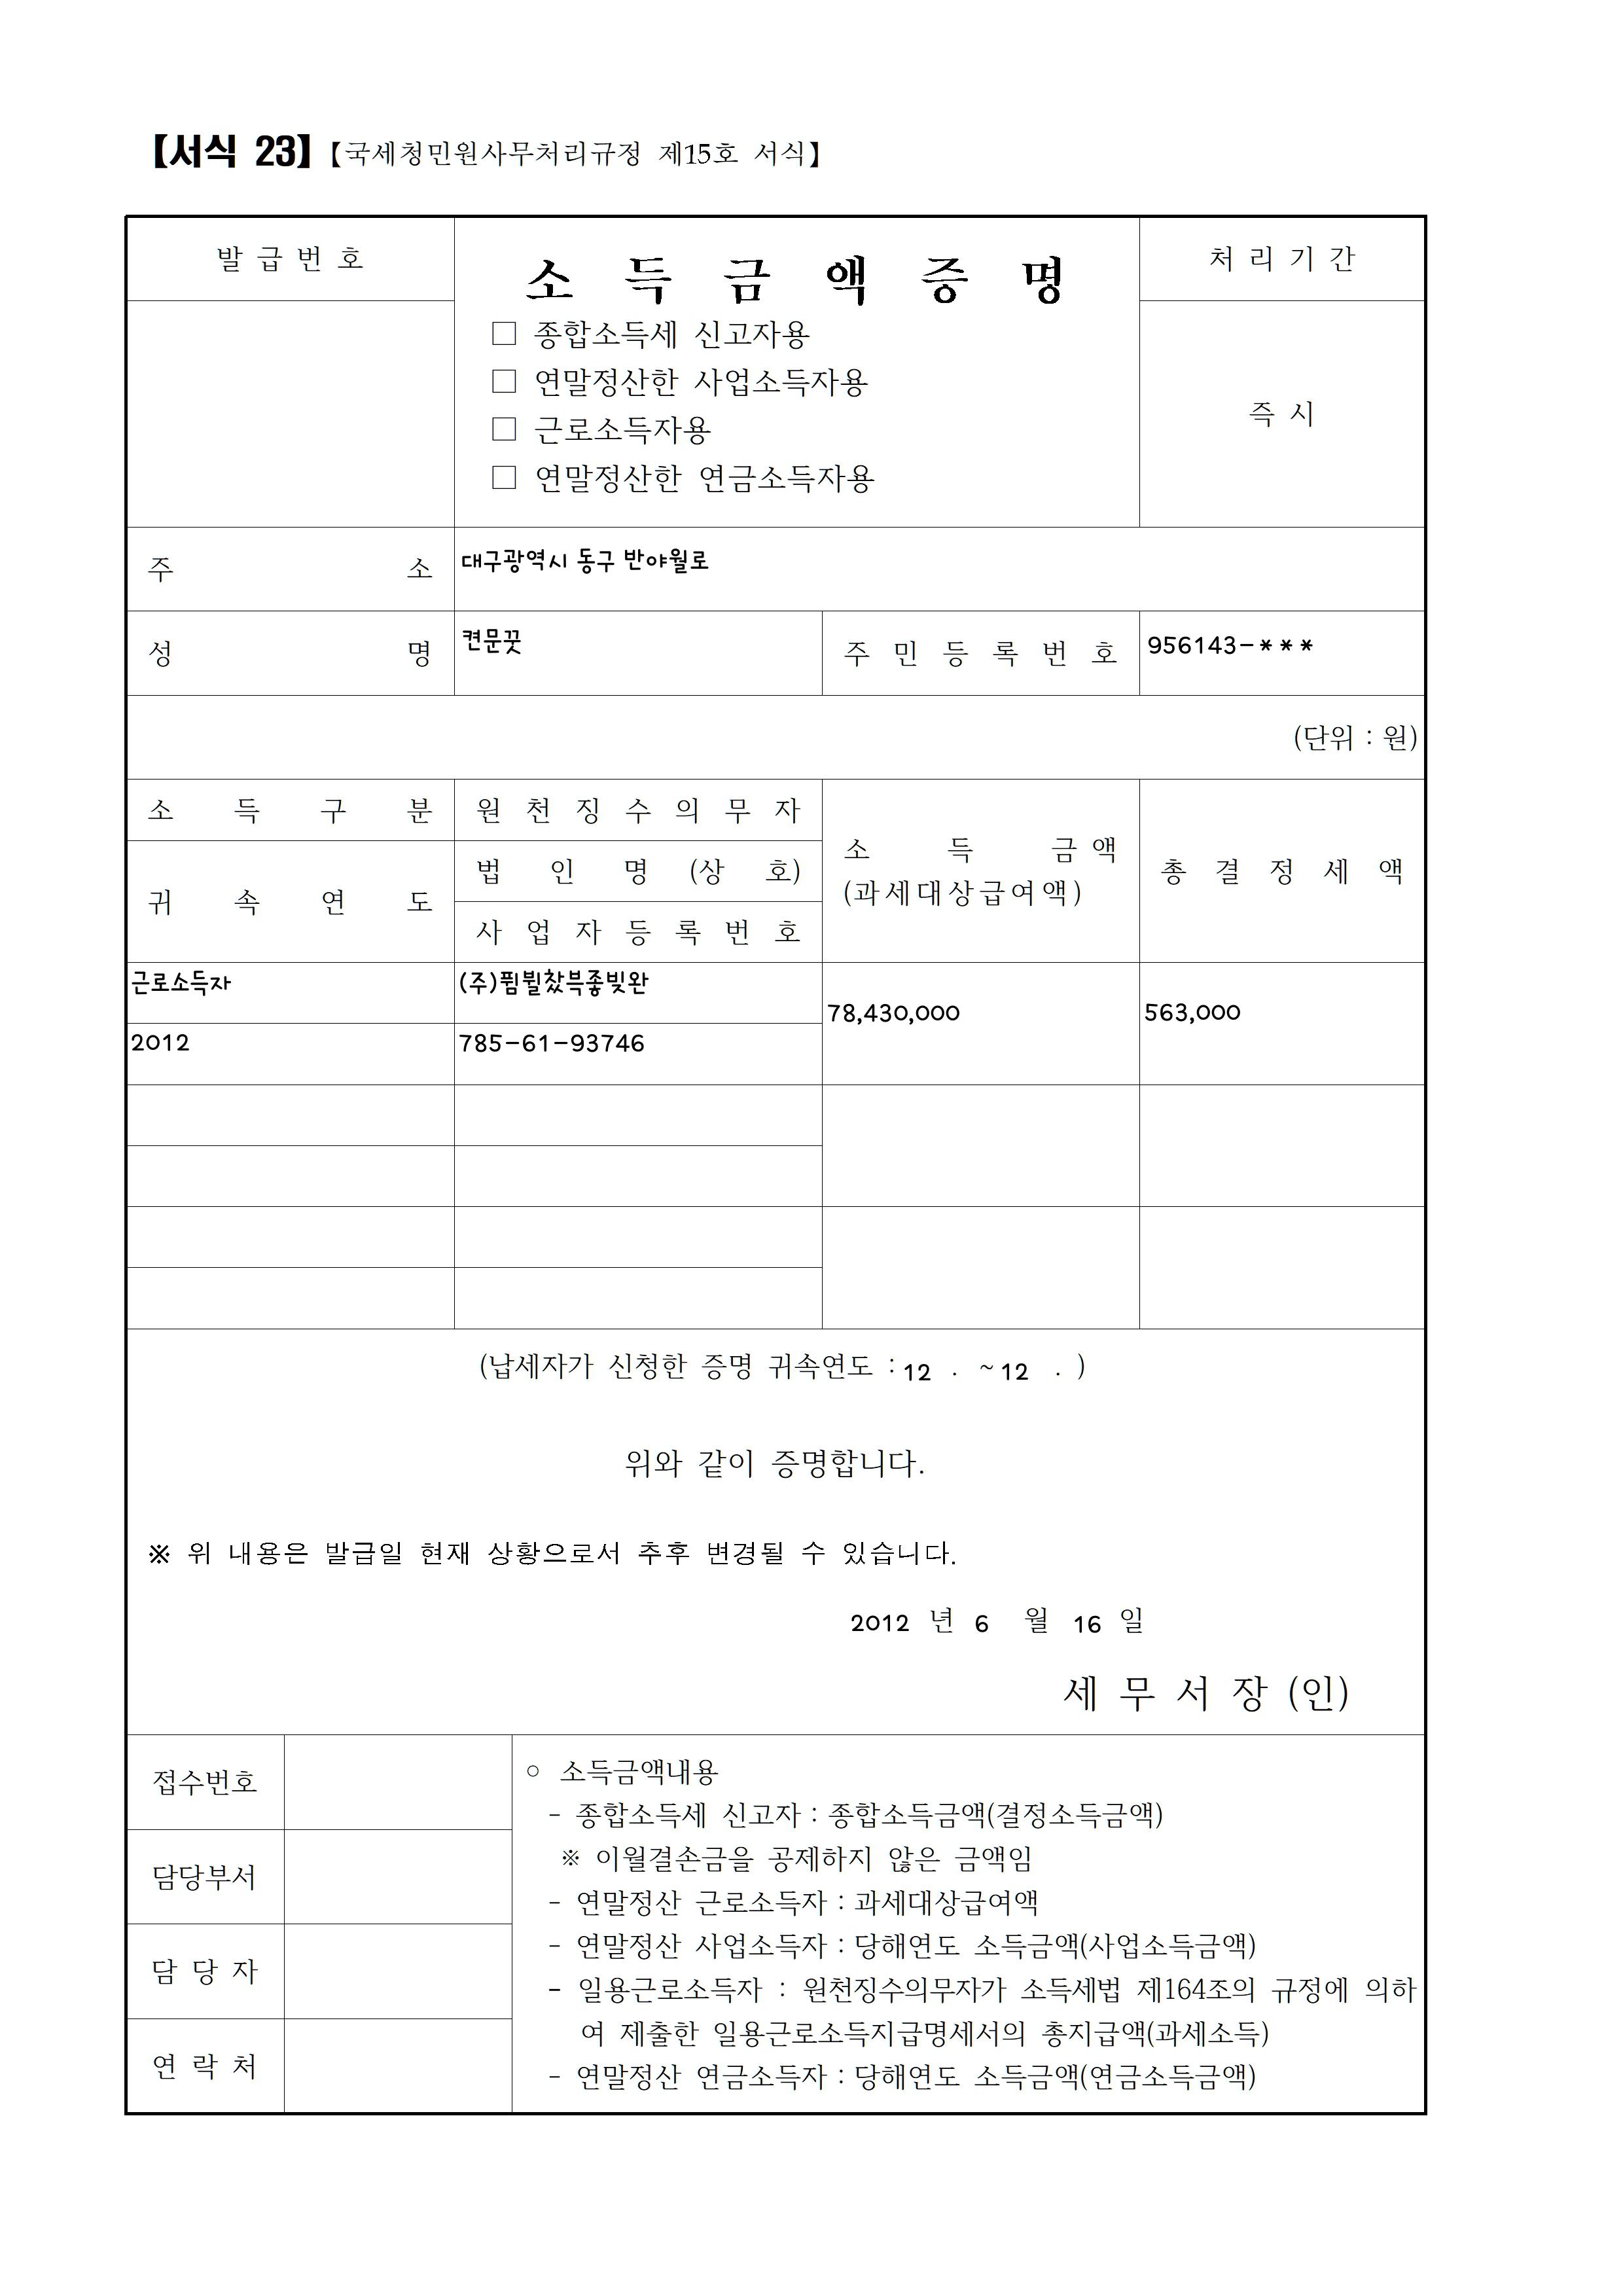 【서식 23】【국세청민원사무처리규정 제15호 서식】
발 급 번 호
소 득 금 액 증 명
처 리 기 간
□ 종합소득세 신고자용
□ 연말정산한 사업소득자용
□ 근로소득자용
□ 연말정산한 연금소득자용
즉 시
주 소
대구광역시 동구 반야월로
성 명
켠문끗
주 민 등 록 번 호
956143-***
(단위 : 원)
소 득 구 분
원 천 징 수 의 무 자
소 득 금 액
(과세대상급여액)
총 결 정 세 액
귀 속 연 도
법 인 명 (상 호)
사 업 자 등 록 번 호
근로소득자
(주)퓜뷜찼븍좋빚완
78,430,000
563,000
2012
785-61-93746
(납세자가 신청한 증명 귀속연도 : 12 . ~ 12 . )
위와 같이 증명합니다.
※ 위 내용은 발급일 현재 상황으로서 추후 변경될 수 있습니다.
2012 년 6 월 16 일
세 무 서 장 (인)
접수번호
담당부서
담 당 자
연 락 처
○ 소득금액내용
- 종합소득세 신고자 : 종합소득금액(결정소득금액)
※ 이월결손금을 공제하지 않은 금액임
- 연말정산 근로소득자 : 과세대상급여액
- 연말정산 사업소득자 : 당해연도 소득금액(사업소득금액)
- 일용근로소득자 : 원천징수의무자가 소득세법 제164조의 규정에 의하
여 제출한 일용근로소득지급명세서의 총지급액(과세소득)
- 연말정산 연금소득자 : 당해연도 소득금액(연금소득금액)